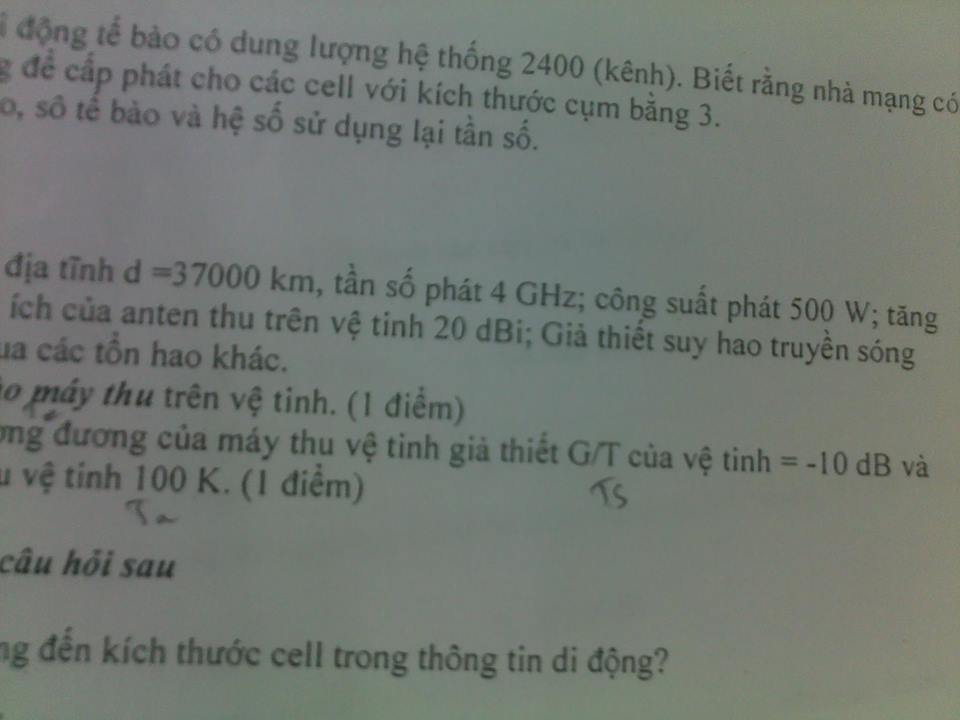 động tế bào có dung lượng hệ thống 2400 (kênh). Biết rằng nhà mạng có
để cấp phát cho các cell với kích thước cụm bằng 3.
o, số tế bào và hệ số sử dụng lại tần số.
địa tĩnh d =37000 km, tần số phát 4 GHz; công suất phát 500 W; tăng
ích của anten thu trên vệ tinh 20 dBi; Giả thiết suy hao truyền sóng
ua các tổn hao khác.
máy thu trên vệ tinh. (1 điểm)
ơng đương của máy thu vệ tinh giả thiết G/T của vệ tinh = -10 dB và
TS
u vệ tinh 100 K. (1 điểm)
Ta
câu hỏi sau
ng đến kích thước cell trong thông tin di động?